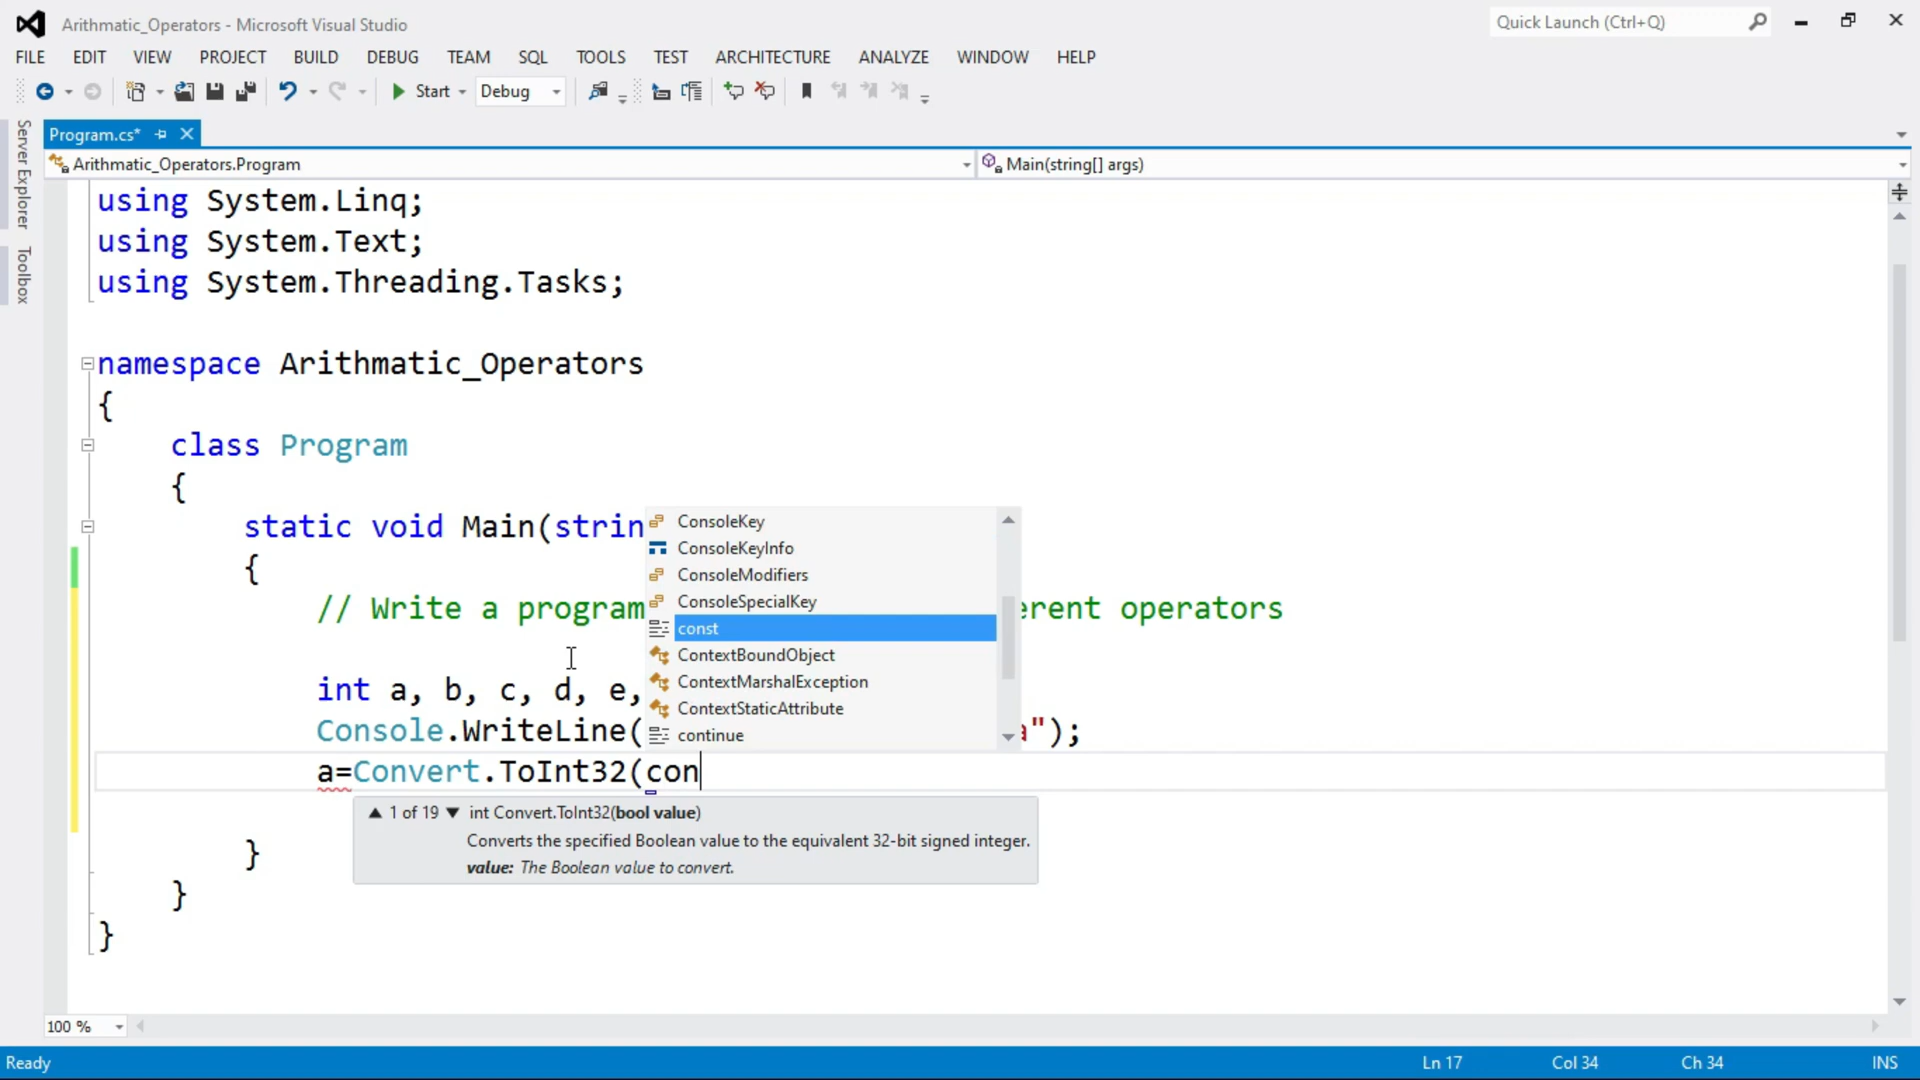 Arithmatic_Operators - Microsoft Visual Studio
Quick Launch (Ctrl+Q)
FILE EDIT VIEW PROJECT BUILD DEBUG TEAM SQL TOOLS TEST ARCHITECTURE ANALYZE WINDOW HELP
Start Debug
Server Explorer
Toolbox
Program.cs*
Arithmatic_Operators.Program
Main(string[] args)
using System.Linq;
using System.Text;
using System.Threading.Tasks;
namespace Arithmatic_Operators
{
class Program
{
static void Main(strin
{
// Write a program erent operators
int a, b, c, d, e,
Console.WriteLine( a");
a=Convert.ToInt32(con
}
}
}
ConsoleKey
ConsoleKeyInfo
ConsoleModifiers
ConsoleSpecialKey
const
ContextBoundObject
ContextMarshalException
ContextStaticAttribute
continue
1 of 19 int Convert.ToInt32(bool value)
Converts the specified Boolean value to the equivalent 32-bit signed integer.
value: The Boolean value to convert.
100 %
Ready
Ln 17 Col 34 Ch 34 INS